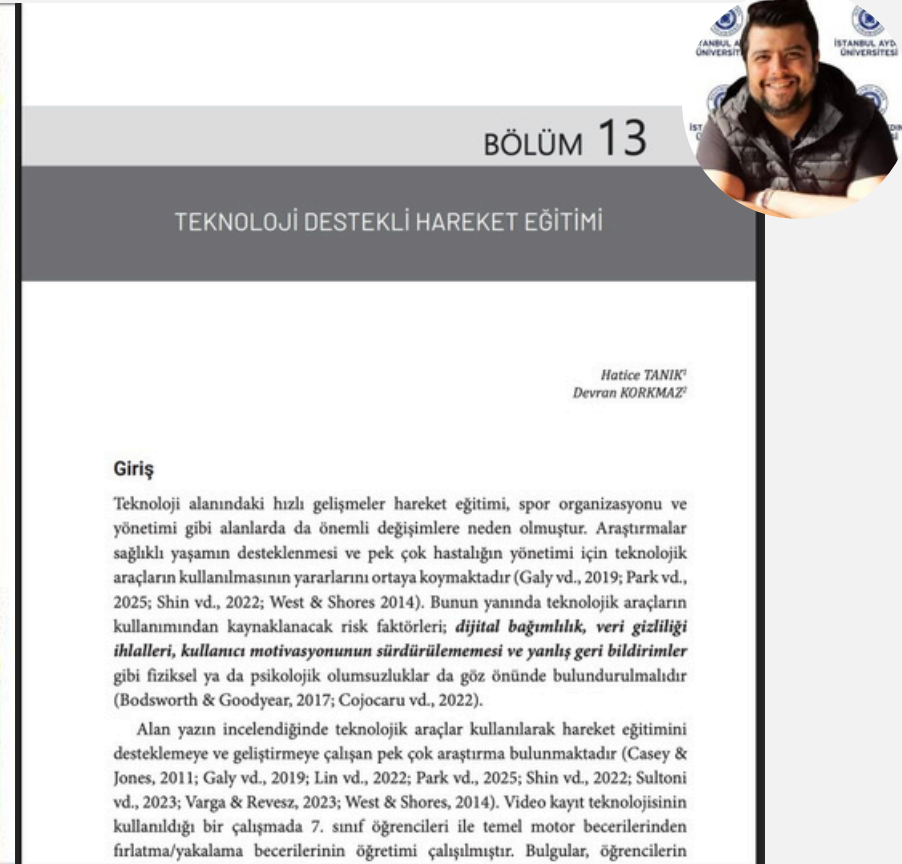 İSTANBUL AYD
ÜNİVERSİTESİ
BÖLÜM 13
TEKNOLOJİ DESTEKLİ HAREKET EĞİTİMİ
Hatice TANIK¹
Devran KORKMAZ²
Giriş
Teknoloji alanındaki hızlı gelişmeler hareket eğitimi, spor organizasyonu ve
yönetimi gibi alanlarda da önemli değişimlere neden olmuştur. Araştırmalar
sağlıklı yaşamın desteklenmesi ve pek çok hastalığın yönetimi için teknolojik
araçların kullanılmasının yararlarını ortaya koymaktadır (Galy vd., 2019; Park vd.,
2025; Shin vd., 2022; West & Shores 2014). Bunun yanında teknolojik araçların
kullanımından kaynaklanacak risk faktörleri; dijital bağımlılık, veri gizliliği
ihlalleri, kullanıcı motivasyonunun sürdürülememesi ve yanlış geri bildirimler
gibi fiziksel ya da psikolojik olumsuzluklar da göz önünde bulundurulmalıdır
(Bodsworth & Goodyear, 2017; Cojocaru vd., 2022).
Alan yazın incelendiğinde teknolojik araçlar kullanılarak hareket eğitimini
desteklemeye ve geliştirmeye çalışan pek çok araştırma bulunmaktadır (Casey &
Jones, 2011; Galy vd., 2019; Lin vd., 2022; Park vd., 2025; Shin vd., 2022; Sultoni
vd., 2023; Varga & Revesz, 2023; West & Shores, 2014). Video kayıt teknolojisinin
kullanıldığı bir çalışmada 7. sınıf öğrencileri ile temel motor becerilerinden
fırlatma/yakalama becerilerinin öğretimi çalışılmıştır. Bulgular, öğrencilerin